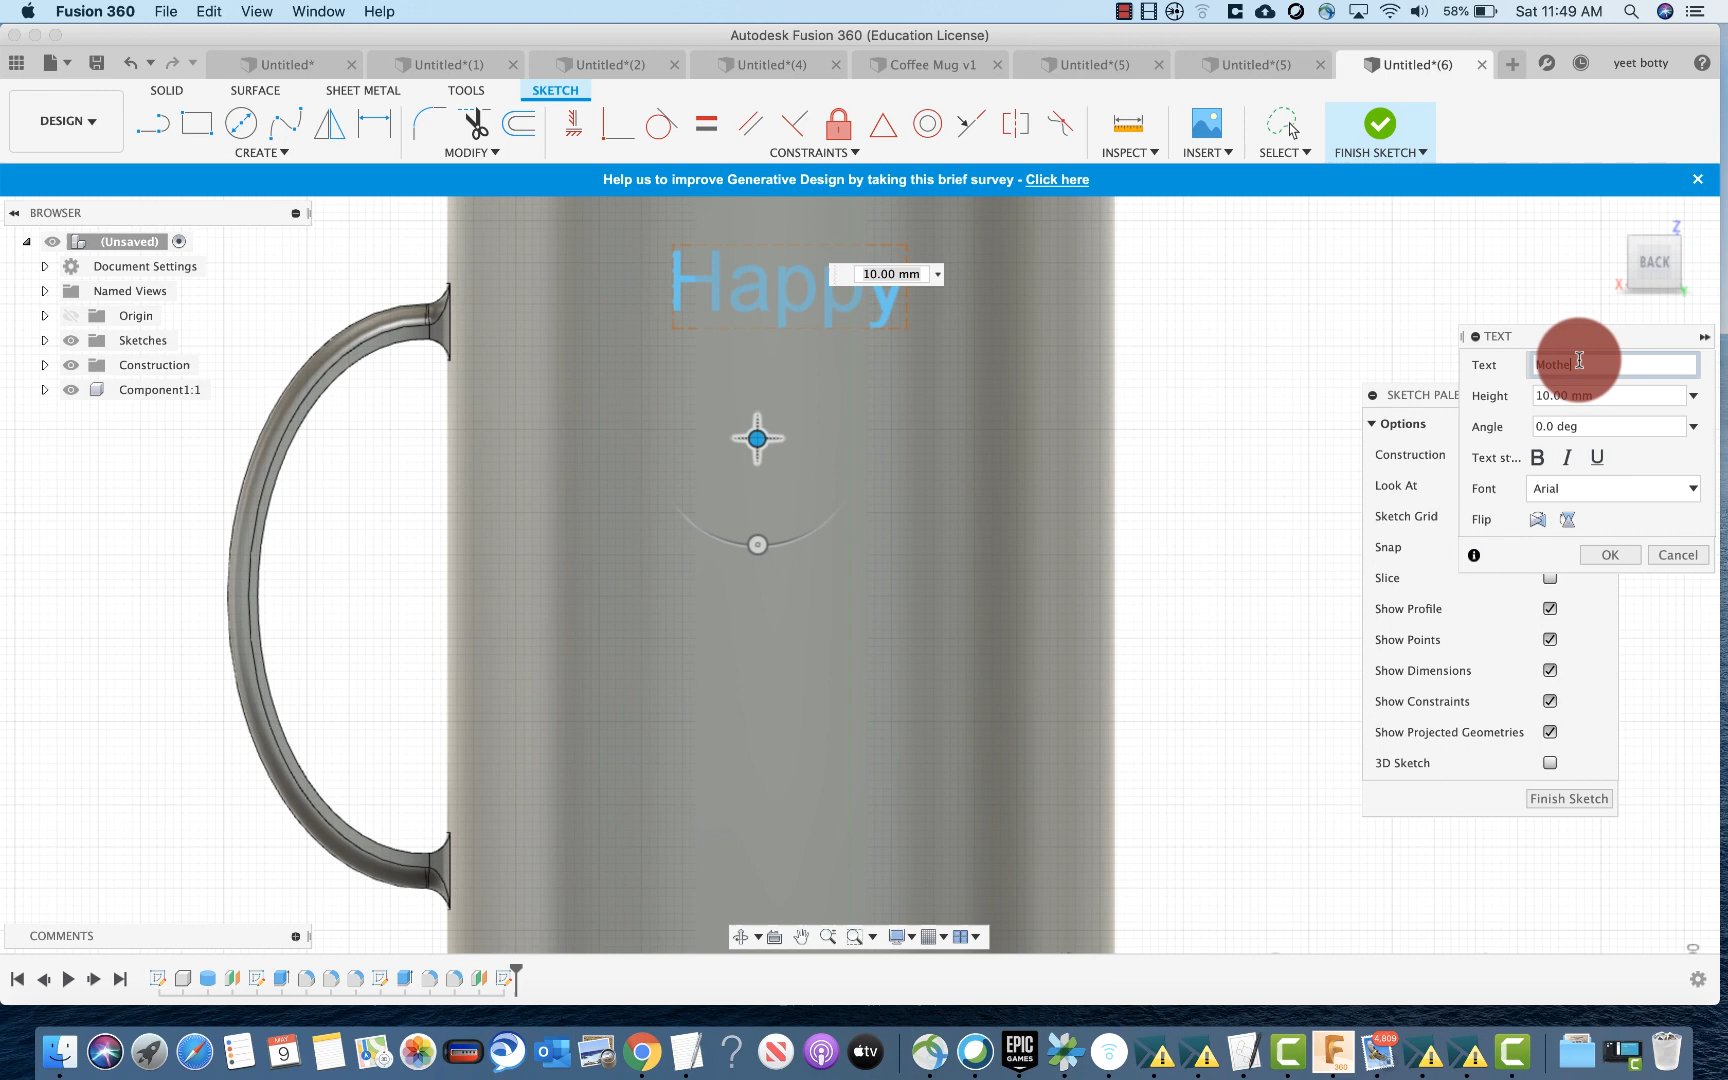 Fusion 360 File Edit View Window Help 58% Sat 11:49 AM
Autodesk Fusion 360 (Education License)
Untitled* Untitled*(1) Untitled*(2) Untitled*(4) Coffee Mug v1 Untitled*(5) Untitled*(5) Untitled*(6) yeet botty
SOLID SURFACE SHEET METAL TOOLS SKETCH
DESIGN
CREATE MODIFY CONSTRAINTS INSPECT INSERT SELECT FINISH SKETCH
Help us to improve Generative Design by taking this brief survey - Click here
BROWSER
(Unsaved)
Document Settings
Named Views
Origin
Sketches
Construction
Component1:1
Happy
10.00 mm
Z
BACK
X
Y
TEXT
Text Mothe
Height 10.00 mm
Angle 0.0 deg
Text st... B I U
Font Arial
Flip
OK Cancel
SKETCH PALE
Options
Construction
Look At
Sketch Grid
Snap
Slice
Show Profile
Show Points
Show Dimensions
Show Constraints
Show Projected Geometries
3D Sketch
Finish Sketch
COMMENTS
MAY
9
EPIC
GAMES
tv
F
360
4,809